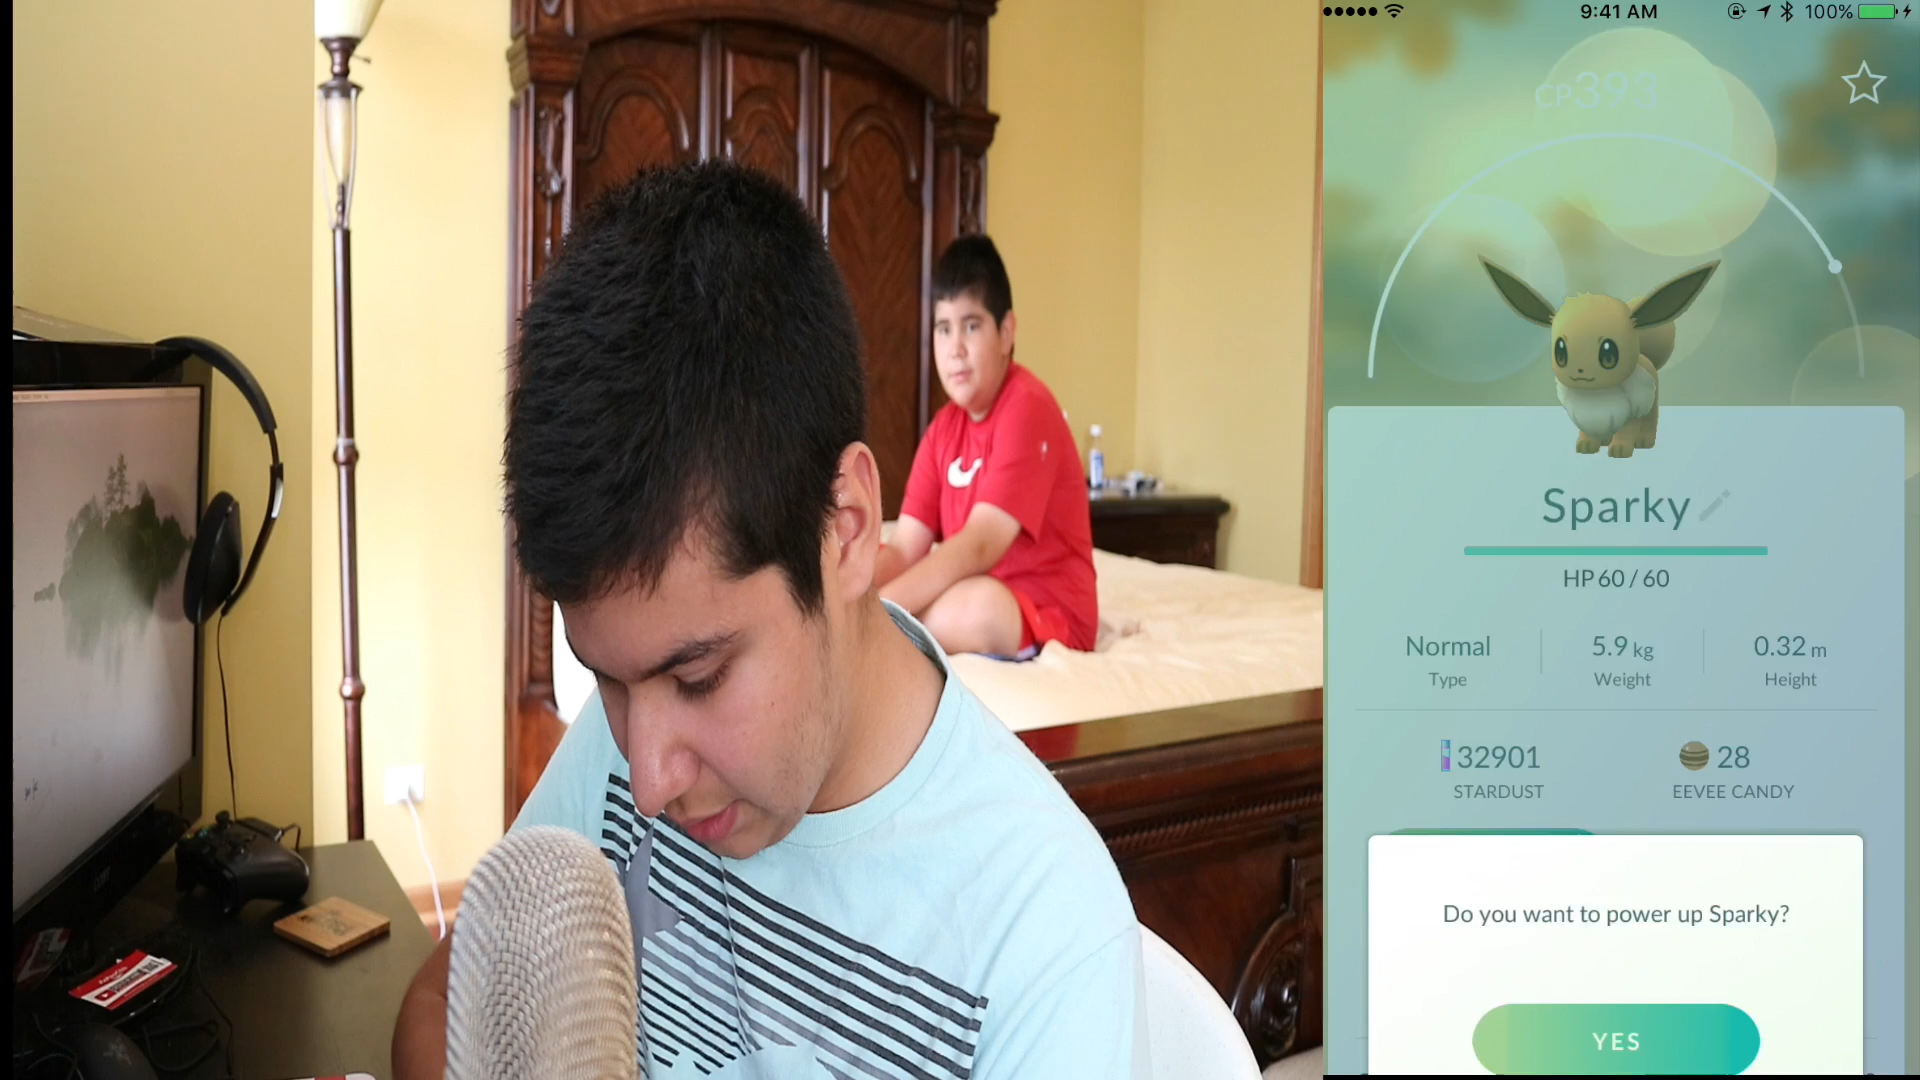 9:41 AM
100%
CP393
Sparky
HP 60 / 60
Normal
Type
5.9 kg
Weight
0.32 m
Height
32901
STARDUST
28
EEVEE CANDY
Do you want to power up Sparky?
YES